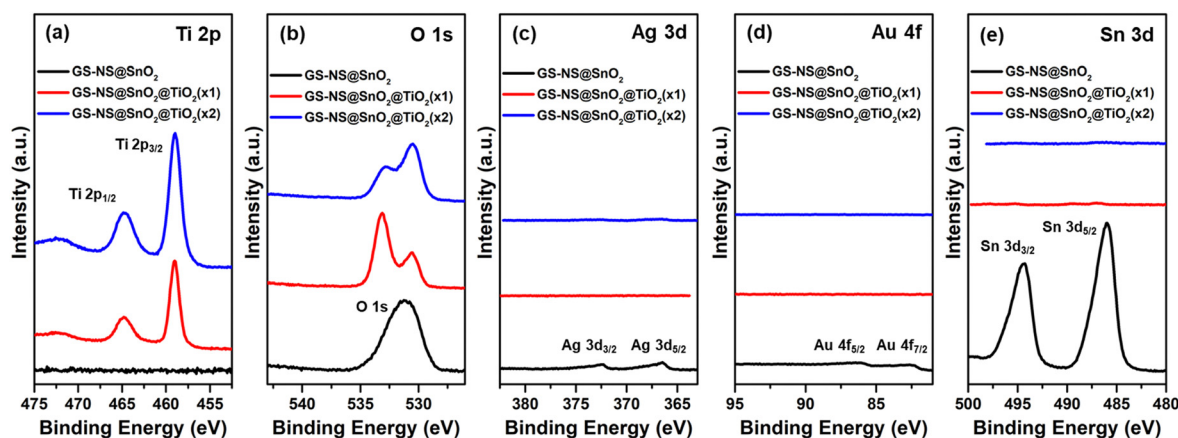 (a) Ti 2p
GS-NS@SnO₂
GS-NS@SnO₂@TiO₂(x1)
GS-NS@SnO₂@TiO₂(x2)
Ti 2p₃/₂
Ti 2p₁/₂
Intensity (a.u.)
475 465 455
Binding Energy (eV)
(b) O 1s
GS-NS@SnO₂
GS-NS@SnO₂@TiO₂(x1)
GS-NS@SnO₂@TiO₂(x2)
O 1s
Intensity (a.u.)
540 530
Binding Energy (eV)
(c) Ag 3d
GS-NS@SnO₂
GS-NS@SnO₂@TiO₂(x1)
GS-NS@SnO₂@TiO₂(x2)
Ag 3d₃/₂ Ag 3d₅/₂
Intensity (a.u.)
380 370
Binding Energy (eV)
(d) Au 4f
GS-NS@SnO₂
GS-NS@SnO₂@TiO₂(x1)
GS-NS@SnO₂@TiO₂(x2)
Au 4f₅/₂ Au 4f₇/₂
Intensity (a.u.)
95 90 85
Binding Energy (eV)
(e) Sn 3d
GS-NS@SnO₂
GS-NS@SnO₂@TiO₂(x1)
GS-NS@SnO₂@TiO₂(x2)
Sn 3d₃/₂ Sn 3d₅/₂
Intensity (a.u.)
500 495 490 485 480
Binding Energy (eV)